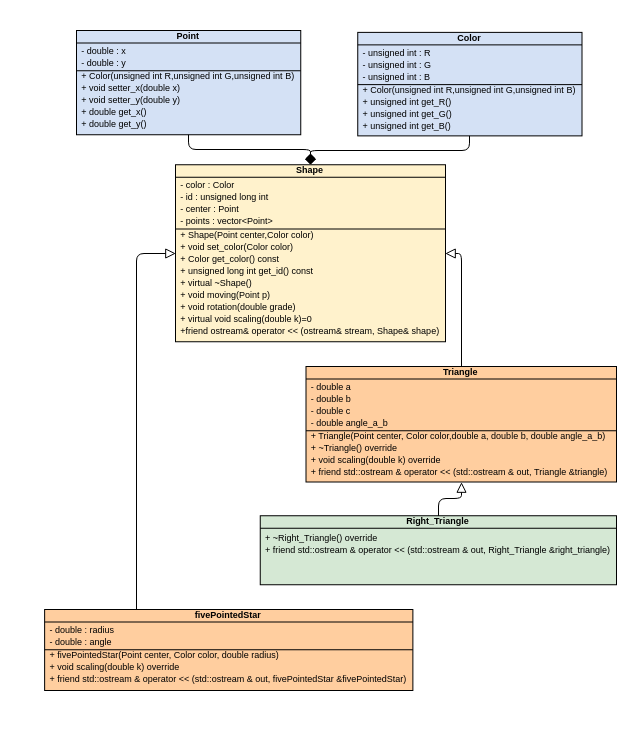 Point
- double : x
- double : y
+ Color(unsigned int R,unsigned int G,unsigned int B)
+ void setter_x(double x)
+ void setter_y(double y)
+ double get_x()
+ double get_y()
Color
- unsigned int : R
- unsigned int : G
- unsigned int : B
+ Color(unsigned int R,unsigned int G,unsigned int B)
+ unsigned int get_R()
+ unsigned int get_G()
+ unsigned int get_B()
Shape
- color : Color
- id : unsigned long int
- center : Point
- points : vector<Point>
+ Shape(Point center,Color color)
+ void set_color(Color color)
+ Color get_color() const
+ unsigned long int get_id() const
+ virtual ~Shape()
+ void moving(Point p)
+ void rotation(double grade)
+ virtual void scaling(double k)=0
+friend ostream& operator << (ostream& stream, Shape& shape)
Triangle
- double a
- double b
- double c
- double angle_a_b
+ Triangle(Point center, Color color,double a, double b, double angle_a_b)
+ ~Triangle() override
+ void scaling(double k) override
+ friend std::ostream & operator << (std::ostream & out, Triangle &triangle)
Right_Triangle
+ ~Right_Triangle() override
+ friend std::ostream & operator << (std::ostream & out, Right_Triangle &right_triangle)
fivePointedStar
- double : radius
- double : angle
+ fivePointedStar(Point center, Color color, double radius)
+ void scaling(double k) override
+ friend std::ostream & operator << (std::ostream & out, fivePointedStar &fivePointedStar)